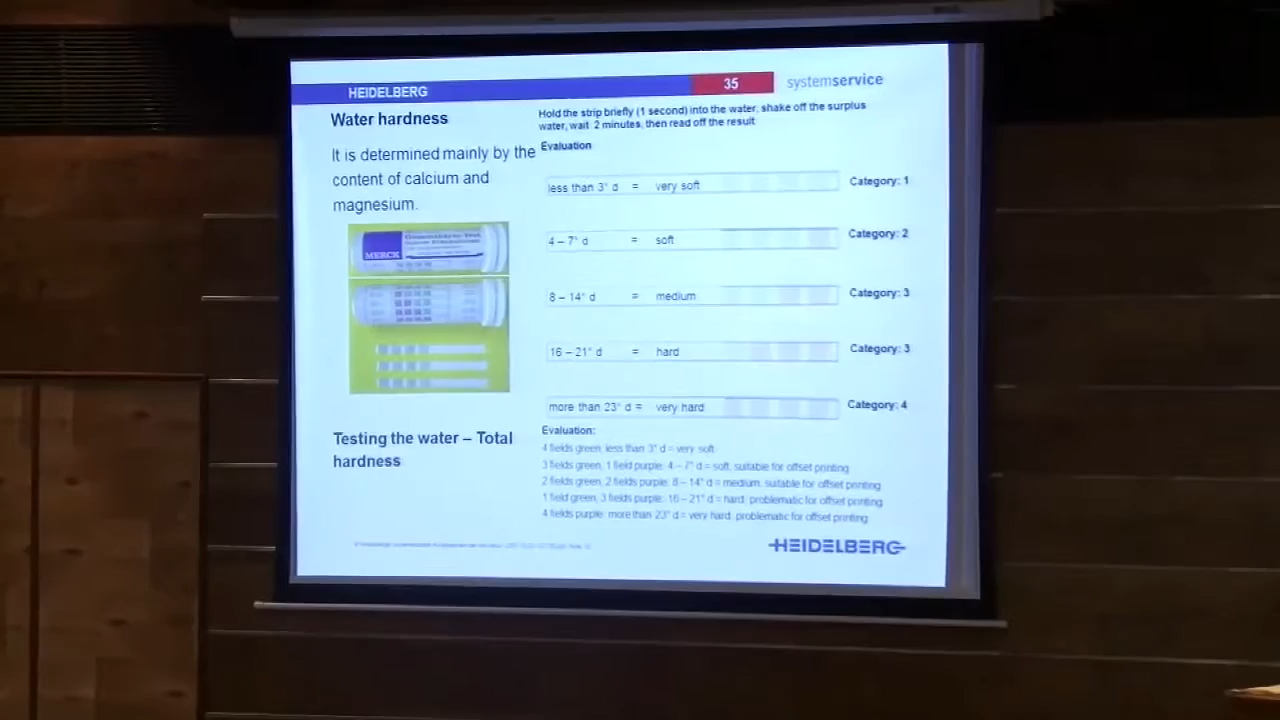 HEIDELBERG
35
systemservice
Water hardness
It is determined mainly by the
content of calcium and
magnesium.
MERCK
Testing the water – Total
hardness
Hold the strip briefly (1 second) into the water, shake off the surplus
water, wait 2 minutes, then read off the result
Evaluation
less than 3° d = very soft Category: 1
4 – 7° d = soft Category: 2
8 – 14° d = medium Category: 3
16 – 21° d = hard Category: 3
more than 23° d = very hard Category: 4
Evaluation:
4 fields green, less than 3° d = very soft
3 fields green, 1 field purple: 4 – 7° d = soft, suitable for offset printing
2 fields green, 2 fields purple: 8 – 14° d = medium, suitable for offset printing
1 field green, 3 fields purple: 16 – 21° d = hard, problematic for offset printing
4 fields purple: more than 23° d = very hard, problematic for offset printing
HEIDELBERG